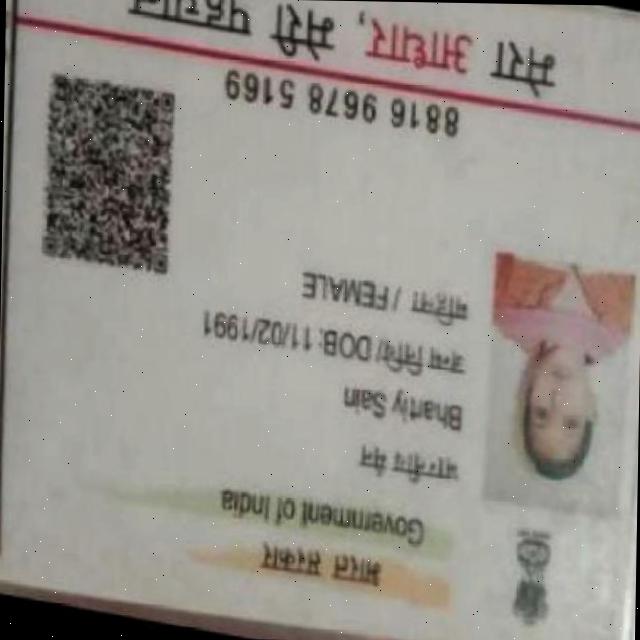 भारत सरकार
Government of India
भारतीय सेन
Bhartiy Sain
जन्म तिथि/ DOB: 11/02/1991
महिला / FEMALE
8816 9678 5169
मेरा आधार, मेरी पहचान